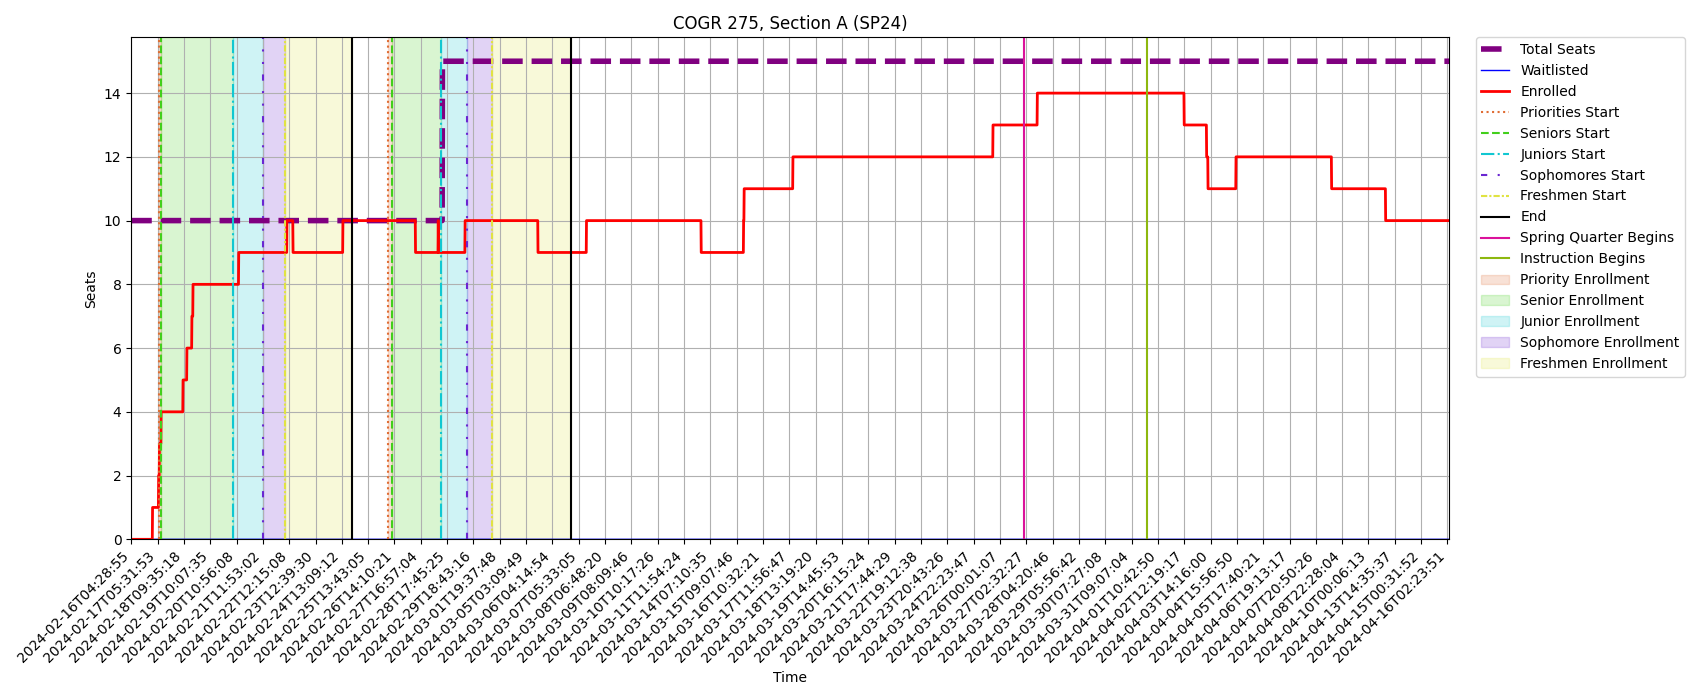 COGR 275, Section A (SP24)
Seats
14
12
10
8
6
4
2
0
2024-02-16T04:28:55
2024-02-17T05:31:53
2024-02-18T09:35:18
2024-02-19T10:07:35
2024-02-20T10:56:08
2024-02-21T11:53:02
2024-02-22T12:15:08
2024-02-23T12:39:30
2024-02-24T13:09:12
2024-02-25T13:43:05
2024-02-26T14:10:21
2024-02-27T16:57:04
2024-02-28T17:45:25
2024-02-29T18:43:16
2024-03-01T19:37:48
2024-03-05T03:09:49
2024-03-06T04:14:54
2024-03-07T05:33:05
2024-03-08T06:48:20
2024-03-09T08:09:46
2024-03-10T10:17:26
2024-03-11T11:54:24
2024-03-14T07:10:35
2024-03-15T09:07:46
2024-03-16T10:32:21
2024-03-17T11:56:47
2024-03-18T13:19:20
2024-03-19T14:45:53
2024-03-20T16:15:24
2024-03-21T17:44:29
2024-03-22T19:12:38
2024-03-23T20:43:26
2024-03-24T22:23:47
2024-03-26T00:01:07
2024-03-27T02:32:27
2024-03-28T04:20:46
2024-03-29T05:56:42
2024-03-30T07:27:08
2024-03-31T09:07:04
2024-04-01T10:42:50
2024-04-02T12:19:17
2024-04-03T14:16:00
2024-04-04T15:56:50
2024-04-05T17:40:21
2024-04-06T19:13:17
2024-04-07T20:50:26
2024-04-08T22:28:04
2024-04-10T00:06:13
2024-04-13T14:35:37
2024-04-15T00:31:52
2024-04-16T02:23:51
Time
Total Seats
Waitlisted
Enrolled
Priorities Start
Seniors Start
Juniors Start
Sophomores Start
Freshmen Start
End
Spring Quarter Begins
Instruction Begins
Priority Enrollment
Senior Enrollment
Junior Enrollment
Sophomore Enrollment
Freshmen Enrollment